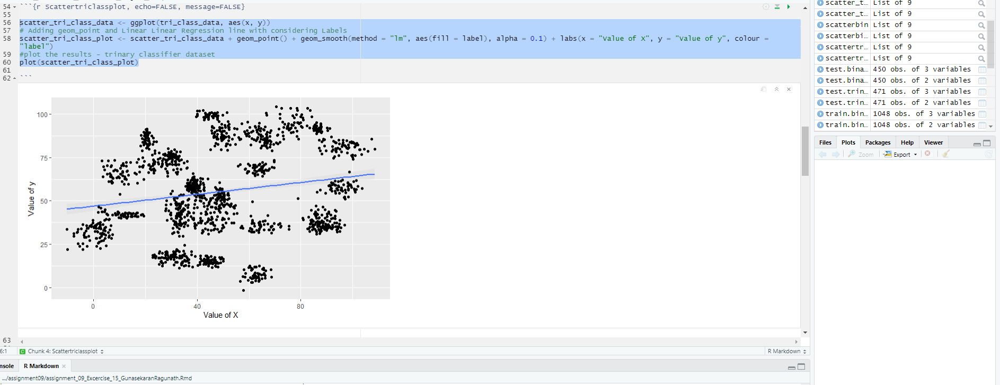 54 ```{r Scattertriclassplot, echo=FALSE, message=FALSE}
55
56 scatter_tri_class_data <- ggplot(tri_class_data, aes(x, y))
57 # Adding geom_point and Linear Linear Regression line with considering Labels
58 scatter_tri_class_plot <- scatter_tri_class_data + geom_point() + geom_smooth(method = "lm", aes(fill = label), alpha = 0.1) + labs(x = "Value of X", y = "Value of y", colour =
"label")
59 #plot the results - trinary classifier dataset
60 plot(scatter_tri_class_plot)
61
62 ```
100
75
50
25
0
Value of y
0 40 80
Value of X
63
6:1 Chunk 4: Scattertriclassplot R Markdown
nsole R Markdown
.../assignment09/assignment_09_Excercise_15_GunasekaranRagunath.Rmd
scatter_t... List of 9
scatter_t... List of 9
scatterbin List of 9
scatterbi... List of 9
scattertr... List of 9
scattertr... List of 9
test.bina... 450 obs. of 3 variables
test.bina... 450 obs. of 2 variables
test.trin... 471 obs. of 3 variables
test.trin... 471 obs. of 2 variables
train.bin... 1048 obs. of 3 variables
train.bin... 1048 obs. of 2 variables
Files Plots Packages Help Viewer
Zoom Export